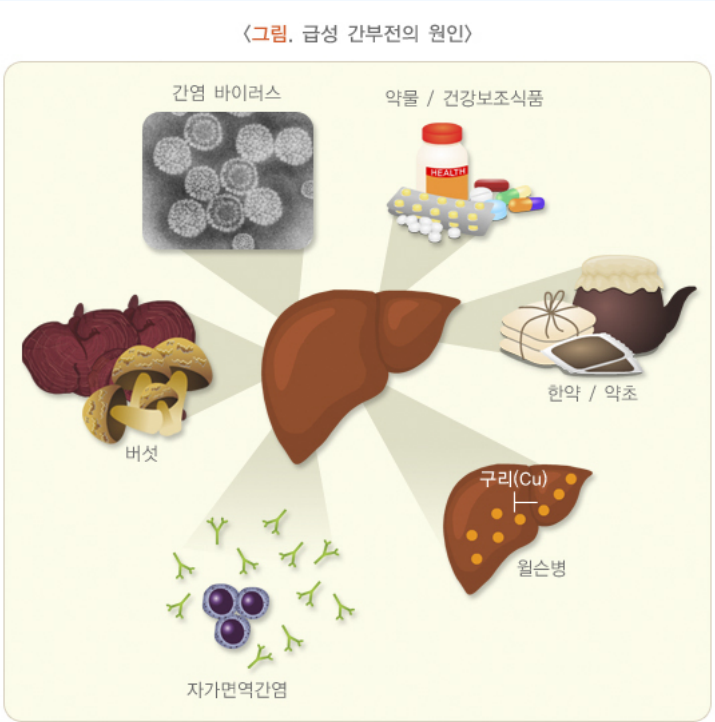 <그림. 급성 간부전의 원인>
간염 바이러스
약물 / 건강보조식품
HEALTH
한약 / 약초
버섯
구리(Cu)
윌슨병
자가면역간염